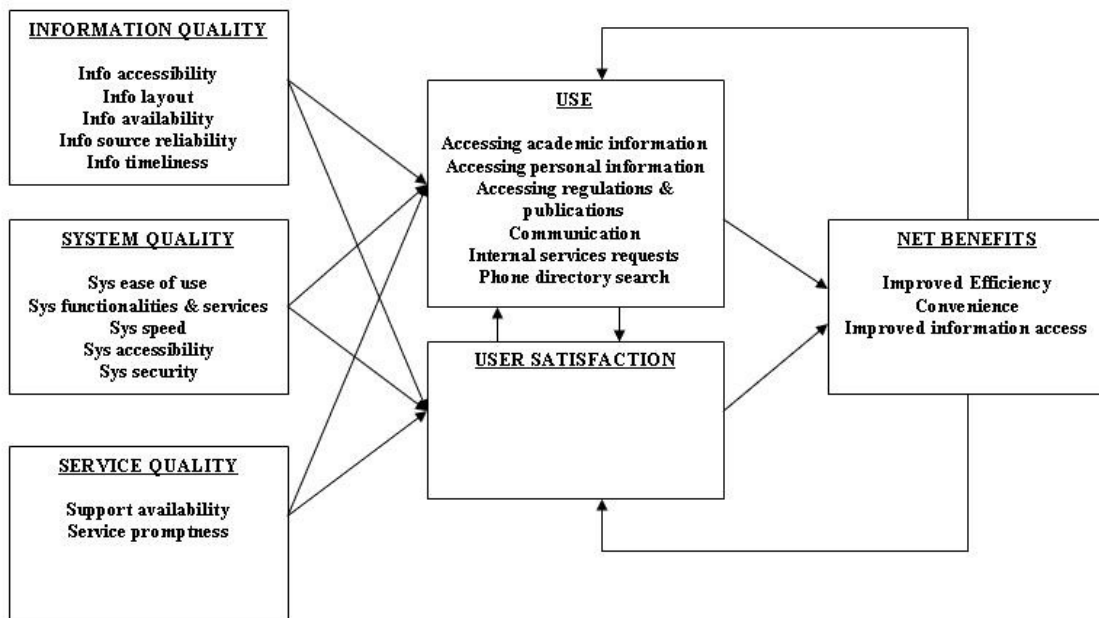 INFORMATION QUALITY
Info accessibility
Info layout
Info availability
Info source reliability
Info timeliness
SYSTEM QUALITY
Sys ease of use
Sys functionalities & services
Sys speed
Sys accessibility
Sys security
SERVICE QUALITY
Support availability
Service promptness
USE
Accessing academic information
Accessing personal information
Accessing regulations &
publications
Communication
Internal services requests
Phone directory search
USER SATISFACTION
NET BENEFITS
Improved Efficiency
Convenience
Improved information access